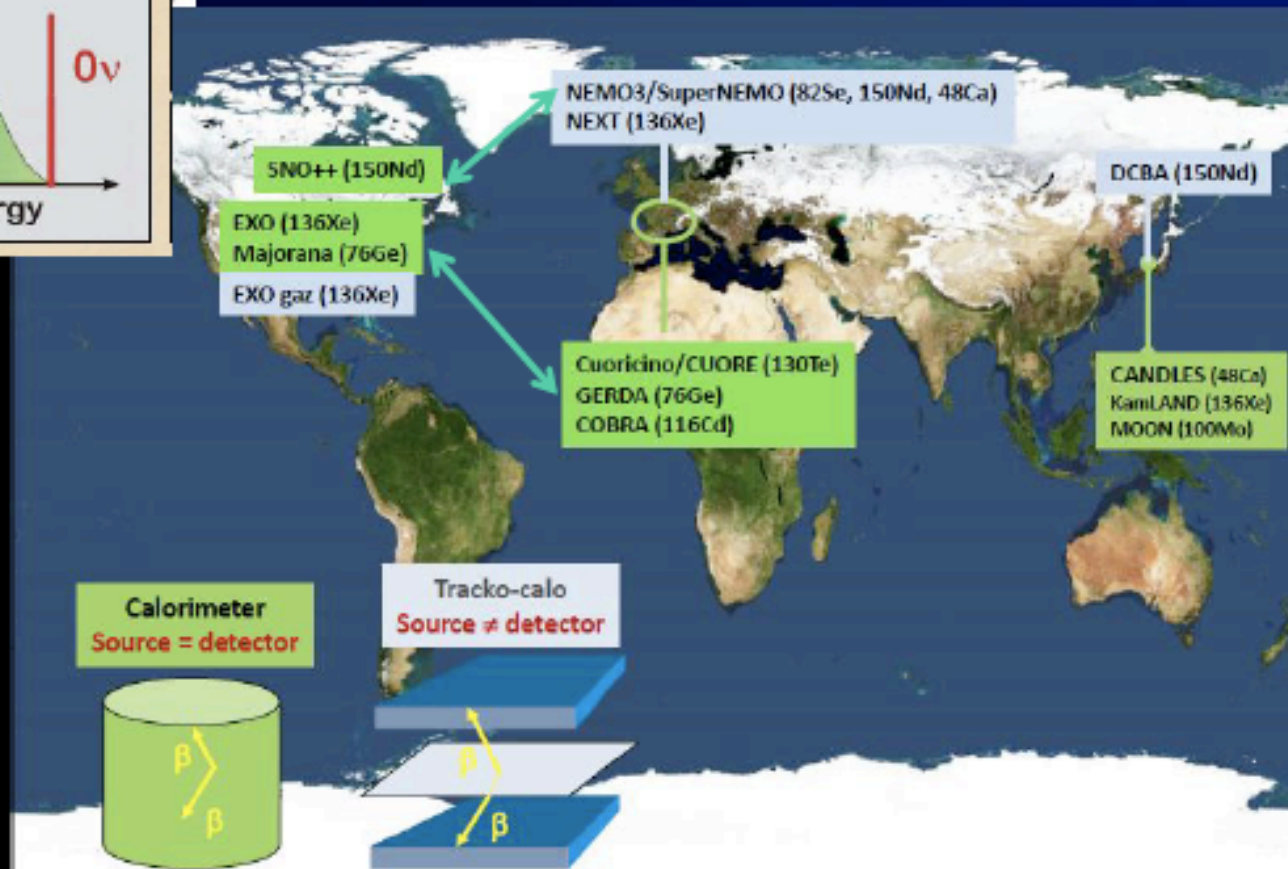 0ν
rgy
NEMO3/SuperNEMO (82Se, 150Nd, 48Ca)
NEXT (136Xe)
SNO++ (150Nd)
DCBA (150Nd)
EXO (136Xe)
Majorana (76Ge)
EXO gaz (136Xe)
Cuoricino/CUORE (130Te)
GERDA (76Ge)
COBRA (116Cd)
CANDLES (48Ca)
KamLAND (136Xe)
MOON (100Mo)
Calorimeter
Source = detector
Tracko-calo
Source ≠ detector
β
β
β
β